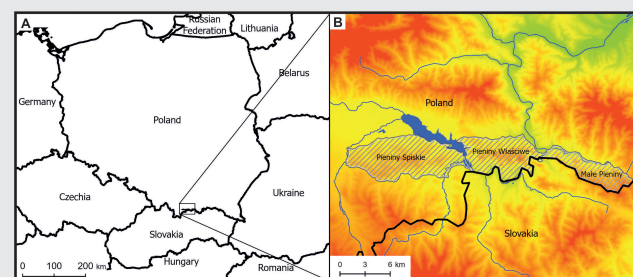 A
Russian
Federation
Lithuania
Belarus
Germany
Poland
Ukraine
Czechia
Slovakia
Hungary
Romania
0 100 200 km
B
Poland
Pieniny Spiskie
Pieniny Właściwe
Małe Pieniny
Slovakia
0 3 6 km